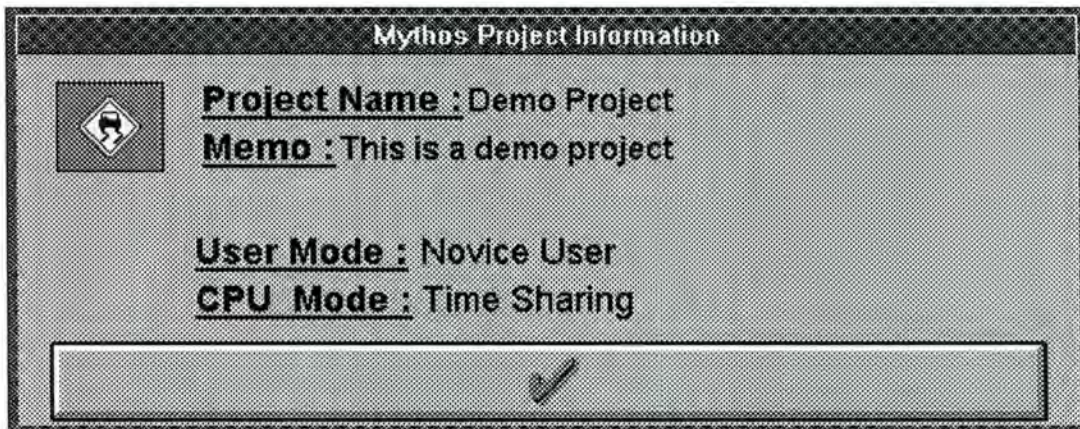 Mythos Project Information
Project Name : Demo Project
Memo : This is a demo project
User Mode : Novice User
CPU Mode : Time Sharing